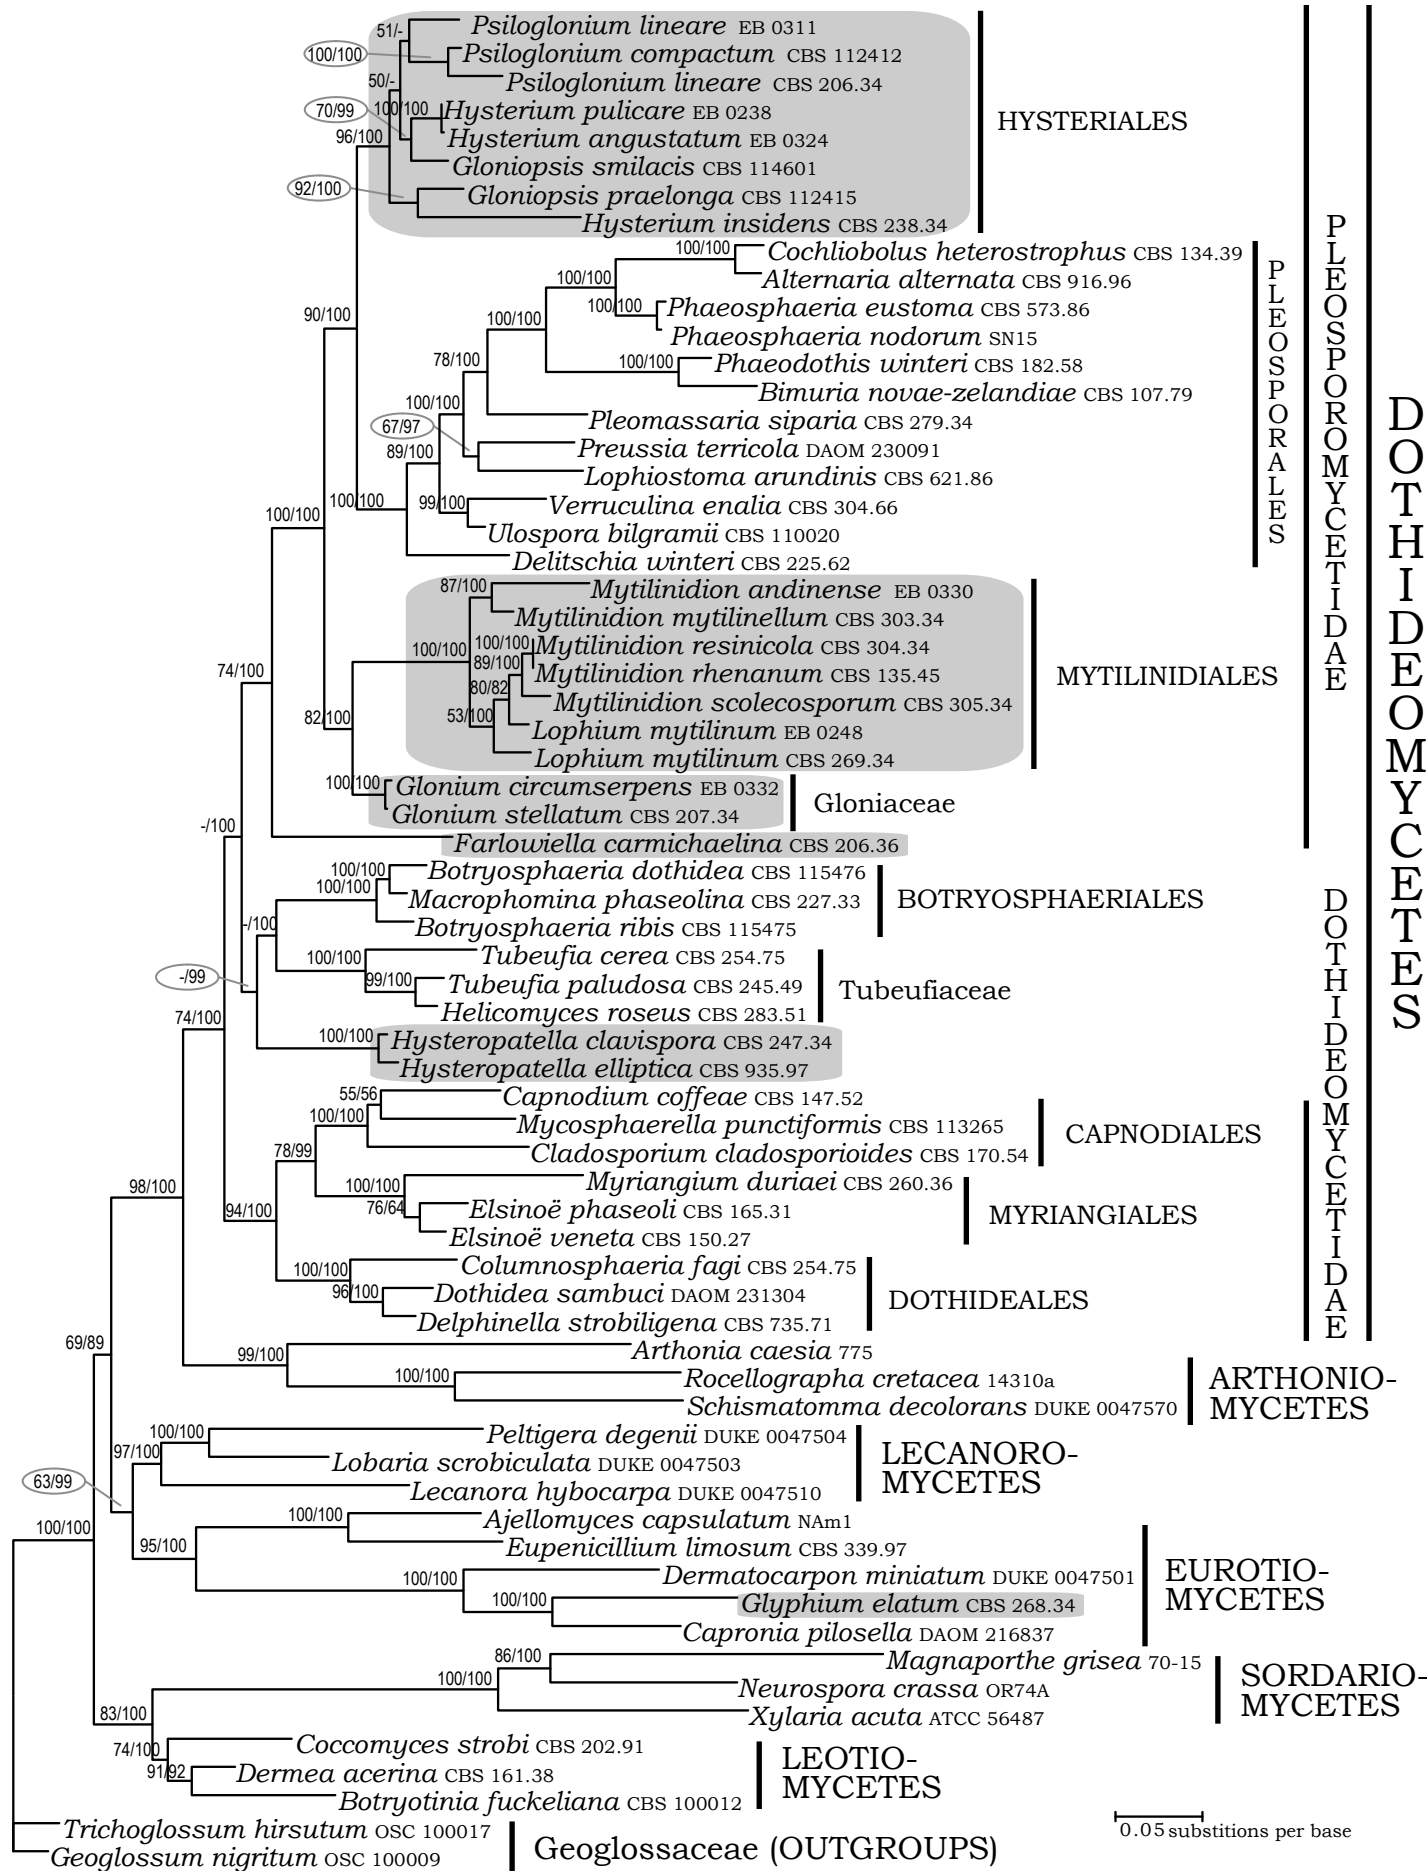 51/-
Psiloglonium lineare EB 0311
100/100
Psiloglonium compactum CBS 112412
Psiloglonium lineare CBS 206.34
50/-
70/99
100/100
Hysterium pulicare EB 0238
96/100
Hysterium angustatum EB 0324
Gloniopsis smilacis CBS 114601
92/100
Gloniopsis praelonga CBS 112415
Hysterium insidens CBS 238.34
HYSTERIALES
100/100
Cochliobolus heterostrophus CBS 134.39
100/100
Alternaria alternata CBS 916.96
100/100
Phaeosphaeria eustoma CBS 573.86
90/100
100/100
Phaeosphaeria nodorum SN15
78/100
100/100
Phaeodothis winteri CBS 182.58
Bimuria novae-zelandiae CBS 107.79
100/100
67/97
Pleomassaria siparia CBS 279.34
89/100
Preussia terricola DAOM 230091
Lophiostoma arundinis CBS 621.86
100/100
99/100
Verruculina enalia CBS 304.66
100/100
Ulospora bilgramii CBS 110020
Delitschia winteri CBS 225.62
PLEOSPORALES
87/100
Mytilinidion andinense EB 0330
Mytilinidion mytilinellum CBS 303.34
100/100
100/100
Mytilinidion resinicola CBS 304.34
89/100
74/100
Mytilinidion rhenanum CBS 135.45
80/82
Mytilinidion scolecosporum CBS 305.34
82/100
53/100
Lophium mytilinum EB 0248
Lophium mytilinum CBS 269.34
MYTILINIDIALES
100/100
Glonium circumserpens EB 0332
Glonium stellatum CBS 207.34
Gloniaceae
-/100
Farlowiella carmichaelina CBS 206.36
PLEOSPOROMYCETIDAE
100/100
Botryosphaeria dothidea CBS 115476
100/100
Macrophomina phaseolina CBS 227.33
-/100
Botryosphaeria ribis CBS 115475
BOTRYOSPHAERIALES
100/100
Tubeufia cerea CBS 254.75
-/99
99/100
Tubeufia paludosa CBS 245.49
Helicomyces roseus CBS 283.51
Tubeufiaceae
74/100
100/100
Hysteropatella clavispora CBS 247.34
Hysteropatella elliptica CBS 935.97
55/56
Capnodium coffeae CBS 147.52
100/100
Mycosphaerella punctiformis CBS 113265
78/99
Cladosporium cladosporioides CBS 170.54
CAPNODIALES
98/100
100/100
Myriangium duriaei CBS 260.36
94/100
76/64
Elsinoë phaseoli CBS 165.31
Elsinoë veneta CBS 150.27
MYRIANGIALES
100/100
Columnosphaeria fagi CBS 254.75
96/100
Dothidea sambuci DAOM 231304
Delphinella strobiligena CBS 735.71
DOTHIDEALES
DOTHIDEOMYCETIDAE
DOTHIDEOMYCETES
69/89
99/100
Arthonia caesia 775
100/100
Rocellographa cretacea 14310a
Schismatomma decolorans DUKE 0047570
ARTHONIO-
MYCETES
100/100
Peltigera degenii DUKE 0047504
97/100
Lobaria scrobiculata DUKE 0047503
63/99
Lecanora hybocarpa DUKE 0047510
LECANORO-
MYCETES
100/100
100/100
Ajellomyces capsulatum NAm1
95/100
Eupenicillium limosum CBS 339.97
100/100
Dermatocarpon miniatum DUKE 0047501
100/100
Glyphium elatum CBS 268.34
Capronia pilosella DAOM 216837
EUROTIO-
MYCETES
86/100
Magnaporthe grisea 70-15
100/100
Neurospora crassa OR74A
83/100
Xylaria acuta ATCC 56487
SORDARIO-
MYCETES
74/100
Coccomyces strobi CBS 202.91
91/92
Dermea acerina CBS 161.38
Botryotinia fuckeliana CBS 100012
LEOTIO-
MYCETES
Trichoglossum hirsutum OSC 100017
Geoglossum nigritum OSC 100009
Geoglossaceae (OUTGROUPS)
0.05 substitions per base